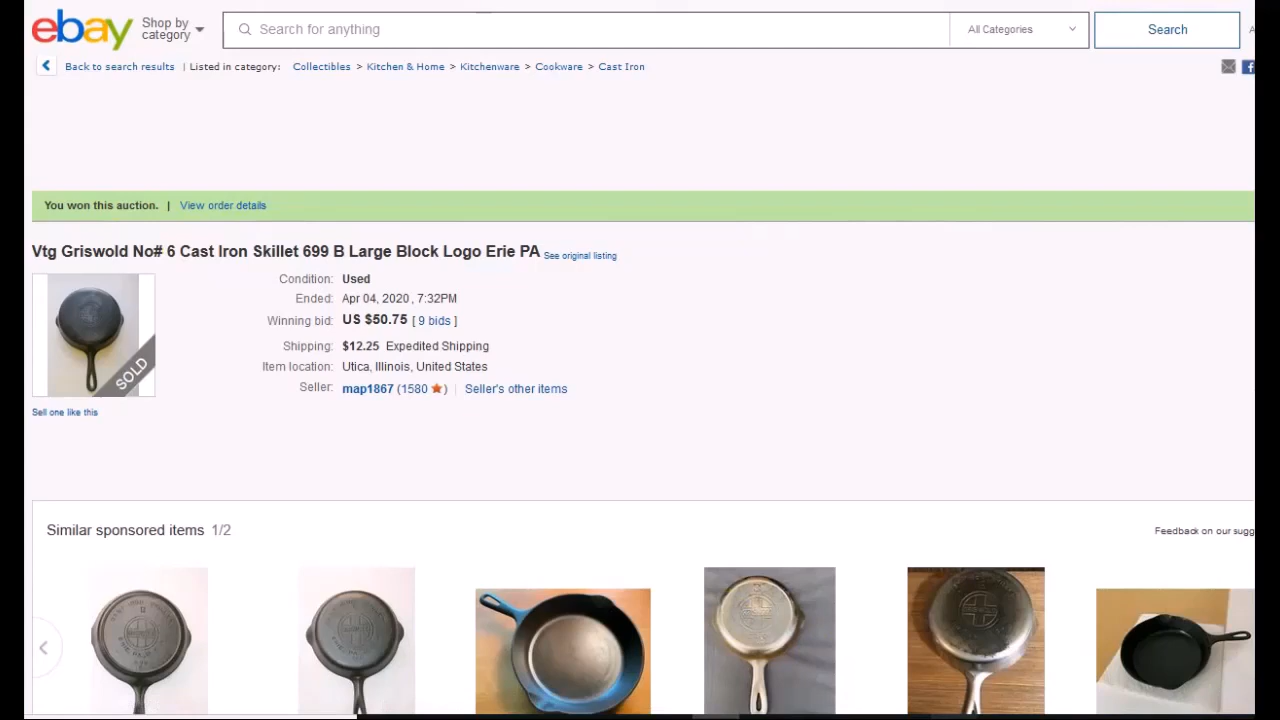 ebay
Shop by
category
Search for anything
All Categories
Search
Back to search results | Listed in category: Collectibles > Kitchen & Home > Kitchenware > Cookware > Cast Iron
You won this auction. | View order details
Vtg Griswold No# 6 Cast Iron Skillet 699 B Large Block Logo Erie PA See original listing
Condition: Used
Ended: Apr 04, 2020 , 7:32PM
Winning bid: US $50.75 [ 9 bids ]
Shipping: $12.25 Expedited Shipping
Item location: Utica, Illinois, United States
Seller: map1867 (1580 ) | Seller's other items
SOLD
Sell one like this
Similar sponsored items 1/2
Feedback on our sugg